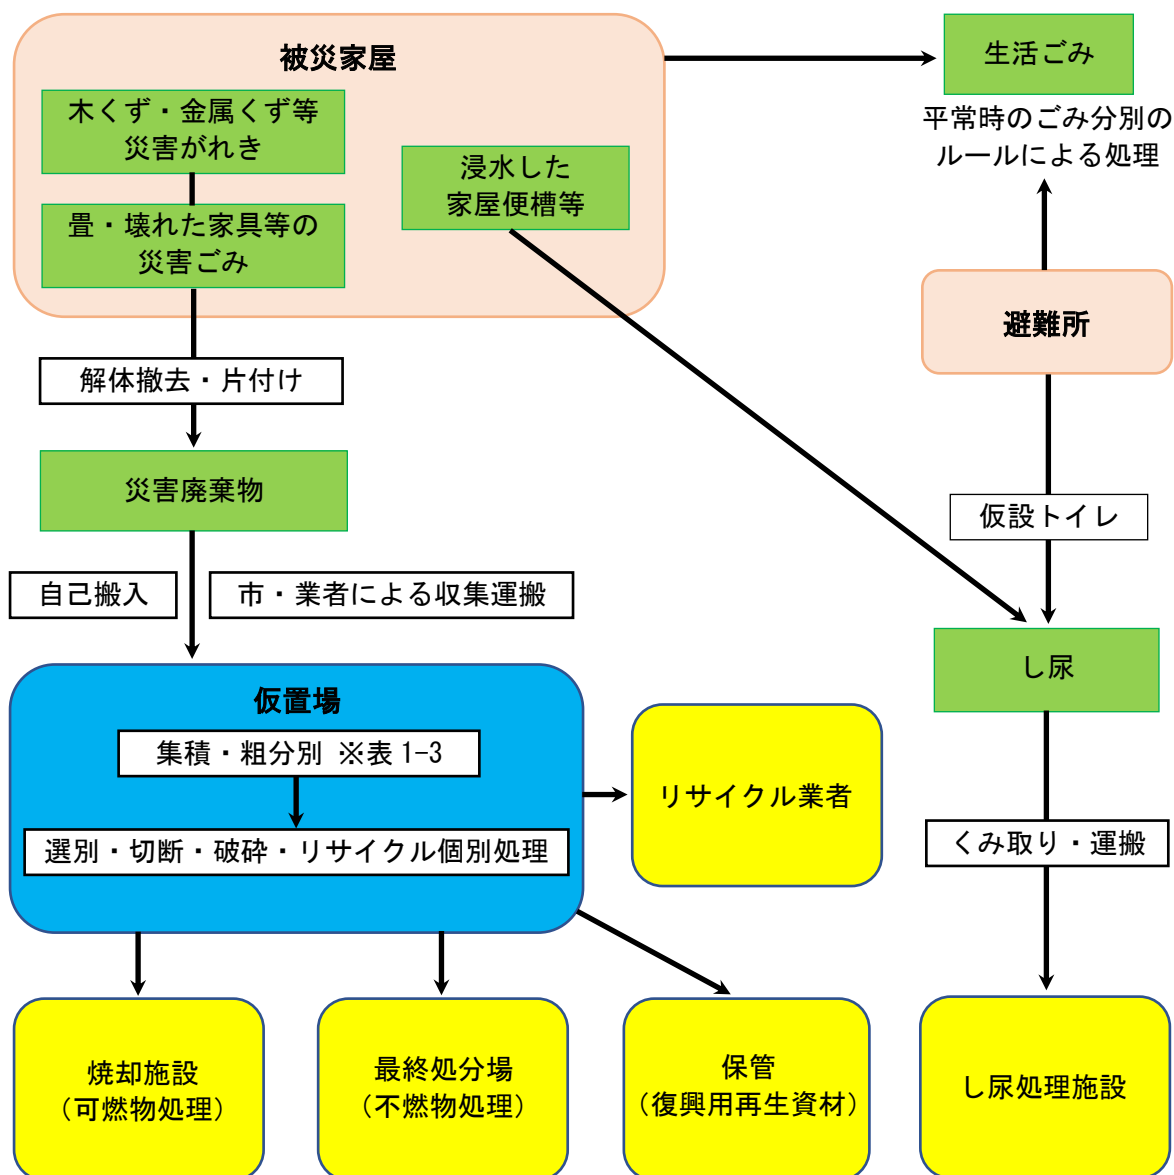 被災家屋
木くず・金属くず等
災害がれき
畳・壊れた家具等の
災害ごみ
浸水した
家屋便槽等
生活ごみ
平常時のごみ分別の
ルールによる処理
避難所
解体撤去・片付け
災害廃棄物
仮設トイレ
自己搬入
市・業者による収集運搬
し尿
仮置場
集積・粗分別 ※表 1-3
選別・切断・破砕・リサイクル個別処理
リサイクル業者
くみ取り・運搬
焼却施設
（可燃物処理）
最終処分場
（不燃物処理）
保管
（復興用再生資材）
し尿処理施設